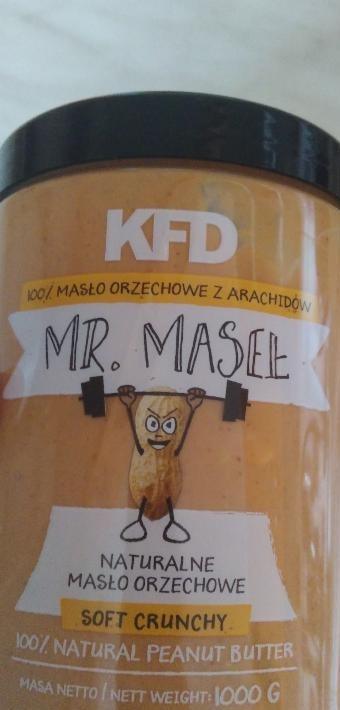 KFD
100% MASŁO ORZECHOWE Z ARACHIDÓW
MR. MASEŁ
NATURALNE
MASŁO ORZECHOWE
SOFT CRUNCHY
100% NATURAL PEANUT BUTTER
MASA NETTO / NETT WEIGHT: 1000 G